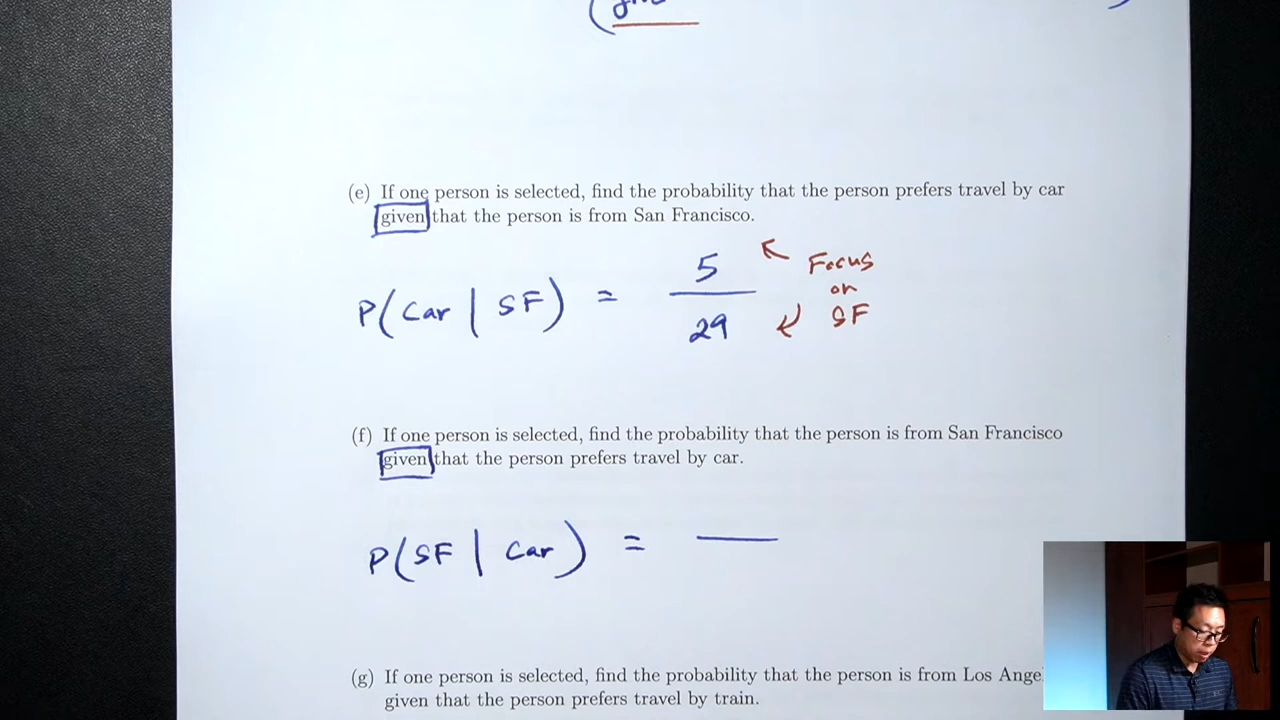 (e) If one person is selected, find the probability that the person prefers travel by car
given that the person is from San Francisco.
P(Car | SF) = 5/29
Focus
on
SF
(f) If one person is selected, find the probability that the person is from San Francisco
given that the person prefers travel by car.
P(SF | Car) =
(g) If one person is selected, find the probability that the person is from Los Ange
given that the person prefers travel by train.